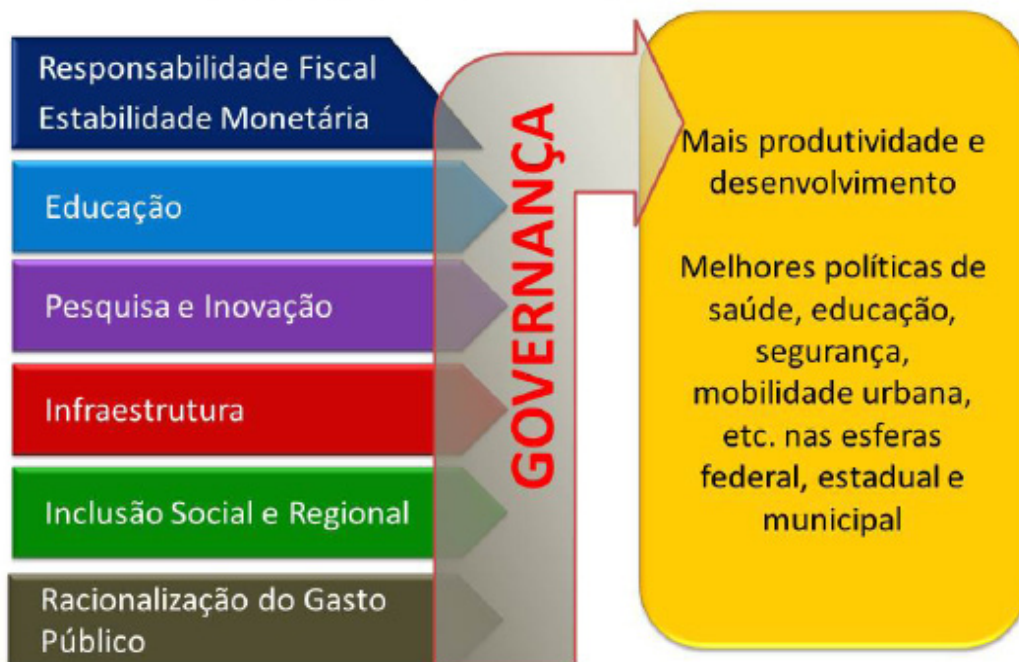 Responsabilidade Fiscal
Estabilidade Monetária
Educação
Pesquisa e Inovação
Infraestrutura
Inclusão Social e Regional
Racionalização do Gasto
Público
GOVERNANÇA
Mais produtividade e
desenvolvimento
Melhores políticas de
saúde, educação,
segurança,
mobilidade urbana,
etc. nas esferas
federal, estadual e
municipal